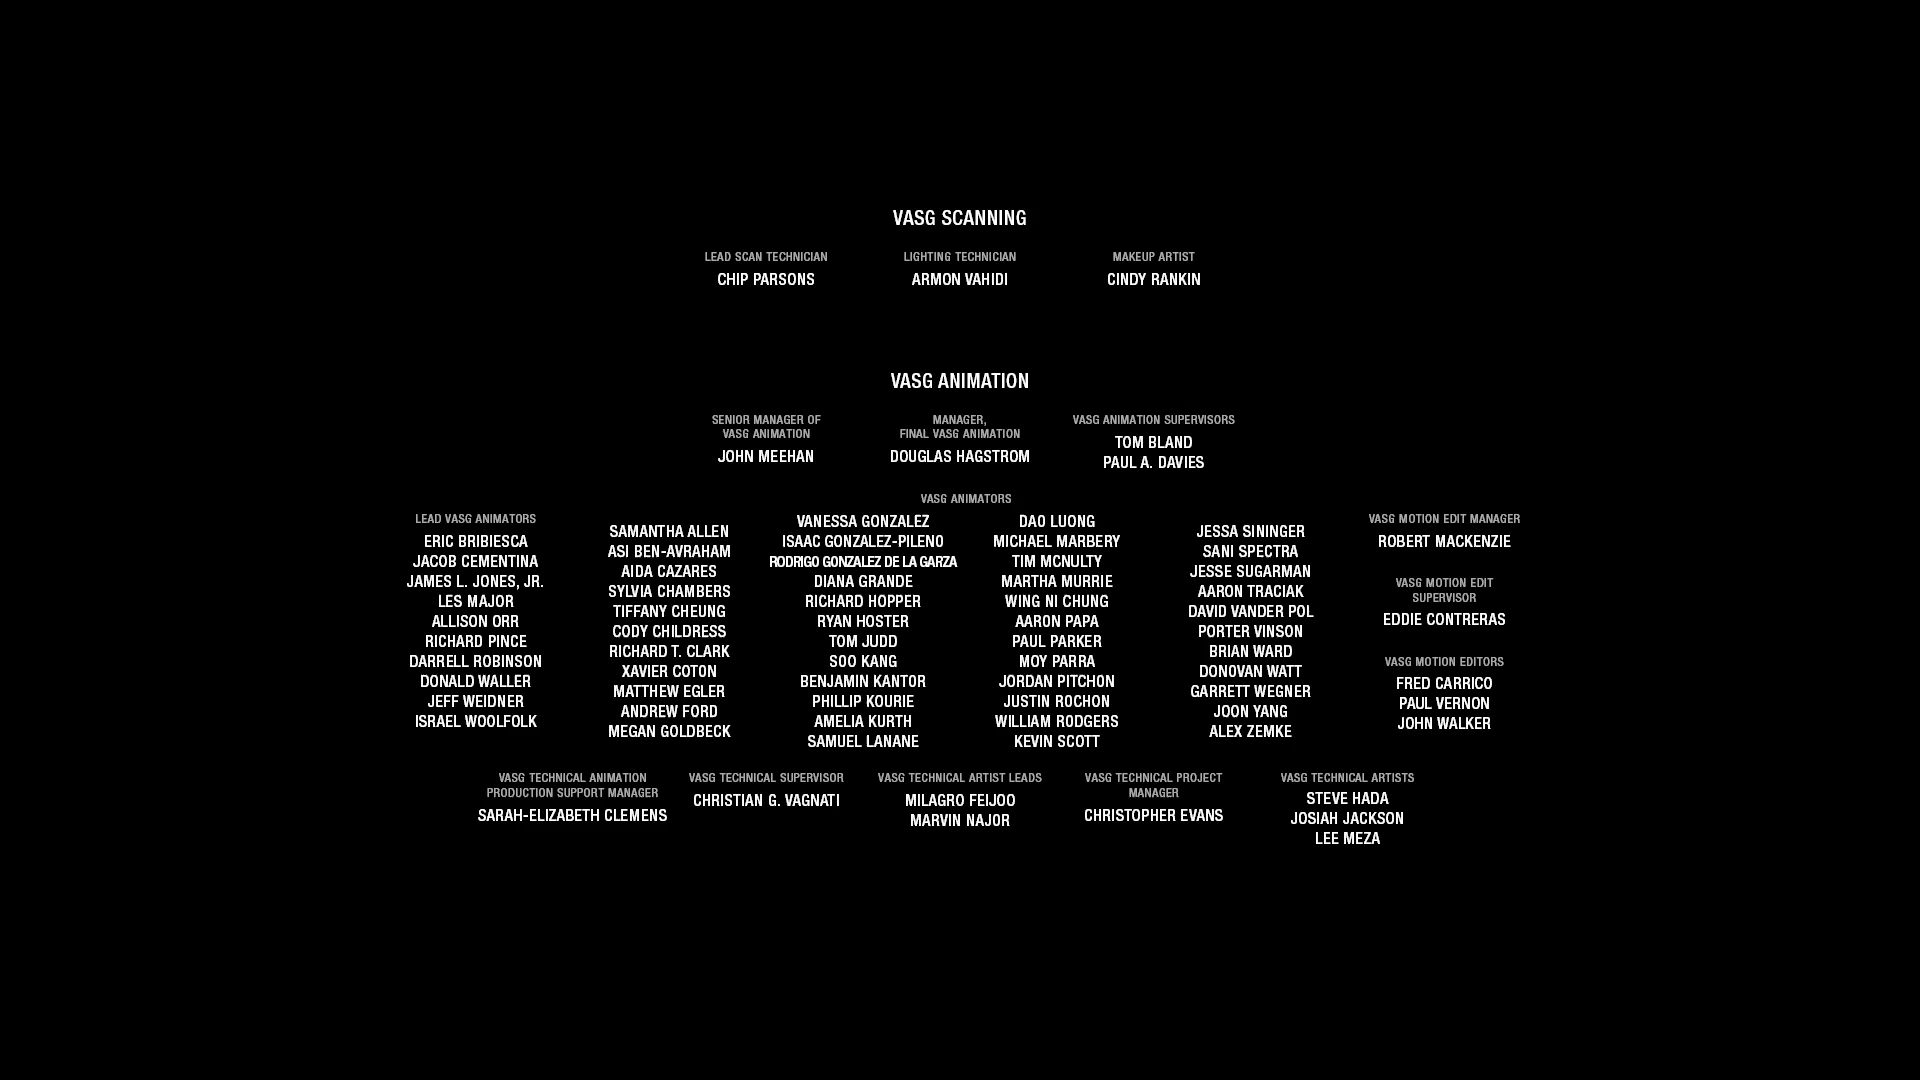 VASG SCANNING
LEAD SCAN TECHNICIAN
CHIP PARSONS
LIGHTING TECHNICIAN
ARMON VAHIDI
MAKEUP ARTIST
CINDY RANKIN
VASG ANIMATION
SENIOR MANAGER OF
VASG ANIMATION
JOHN MEEHAN
MANAGER,
FINAL VASG ANIMATION
DOUGLAS HAGSTROM
VASG ANIMATION SUPERVISORS
TOM BLAND
PAUL A. DAVIES
LEAD VASG ANIMATORS
ERIC BRIBIESCA
JACOB CEMENTINA
JAMES L. JONES, JR.
LES MAJOR
ALLISON ORR
RICHARD PINCE
DARRELL ROBINSON
DONALD WALLER
JEFF WEIDNER
ISRAEL WOOLFOLK
VASG ANIMATORS
SAMANTHA ALLEN
ASI BEN-AVRAHAM
AIDA CAZARES
SYLVIA CHAMBERS
TIFFANY CHEUNG
CODY CHILDRESS
RICHARD T. CLARK
XAVIER COTON
MATTHEW EGLER
ANDREW FORD
MEGAN GOLDBECK
VANESSA GONZALEZ
ISAAC GONZALEZ-PILENO
RODRIGO GONZALEZ DE LA GARZA
DIANA GRANDE
RICHARD HOPPER
RYAN HOSTER
TOM JUDD
SOO KANG
BENJAMIN KANTOR
PHILLIP KOURIE
AMELIA KURTH
SAMUEL LANANE
DAO LUONG
MICHAEL MARBERY
TIM MCNULTY
MARTHA MURRIE
WING NI CHUNG
AARON PAPA
PAUL PARKER
MOY PARRA
JORDAN PITCHON
JUSTIN ROCHON
WILLIAM RODGERS
KEVIN SCOTT
JESSA SININGER
SANI SPECTRA
JESSE SUGARMAN
AARON TRACIAK
DAVID VANDER POL
PORTER VINSON
BRIAN WARD
DONOVAN WATT
GARRETT WEGNER
JOON YANG
ALEX ZEMKE
VASG MOTION EDIT MANAGER
ROBERT MACKENZIE
VASG MOTION EDIT
SUPERVISOR
EDDIE CONTRERAS
VASG MOTION EDITORS
FRED CARRICO
PAUL VERNON
JOHN WALKER
VASG TECHNICAL ANIMATION
PRODUCTION SUPPORT MANAGER
SARAH-ELIZABETH CLEMENS
VASG TECHNICAL SUPERVISOR
CHRISTIAN G. VAGNATI
VASG TECHNICAL ARTIST LEADS
MILAGRO FEIJOO
MARVIN NAJOR
VASG TECHNICAL PROJECT
MANAGER
CHRISTOPHER EVANS
VASG TECHNICAL ARTISTS
STEVE HADA
JOSIAH JACKSON
LEE MEZA